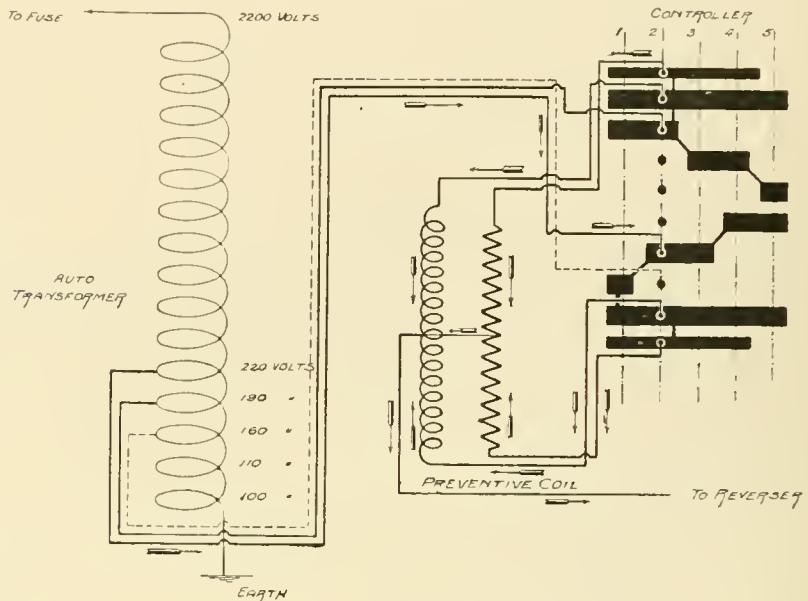 TO FUSE
2200 VOLTS
CONTROLLER
1 2 3 4 5
AUTO
TRANSFORMER
220 VOLTS
190 "
160 "
110 "
100 "
PREVENTIVE COIL
TO REVERSER
EARTH